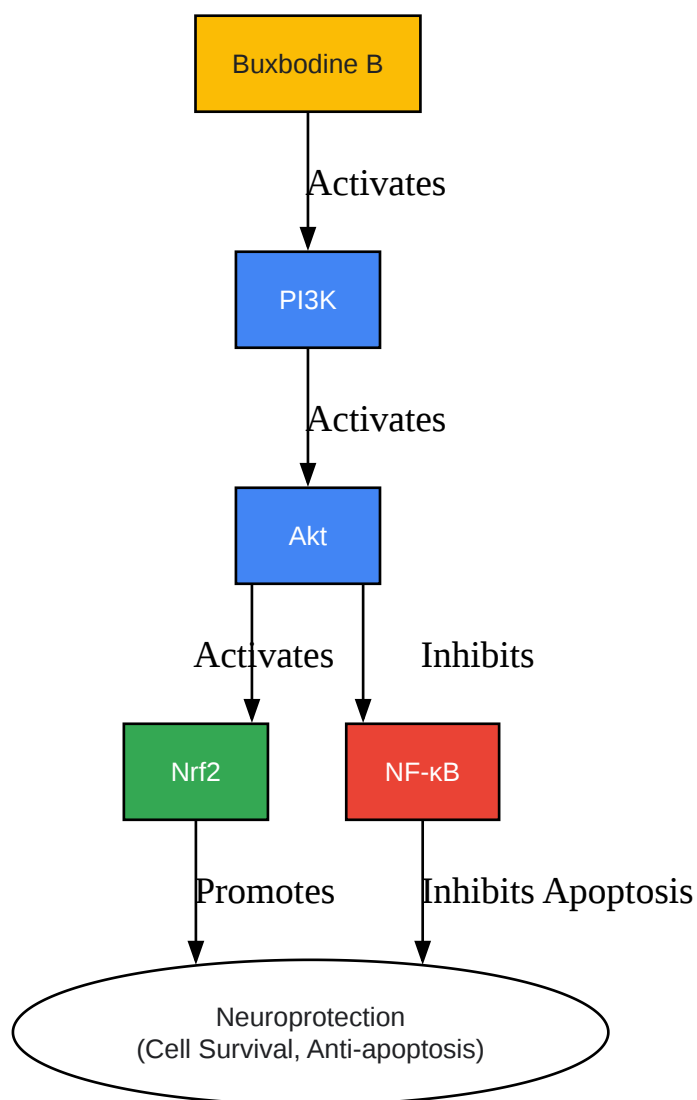 Buxbodine B
Activates
PI3K
Activates
Akt
Activates
Inhibits
Nrf2
NF-κB
Promotes
Inhibits Apoptosis
Neuroprotection
(Cell Survival, Anti-apoptosis)